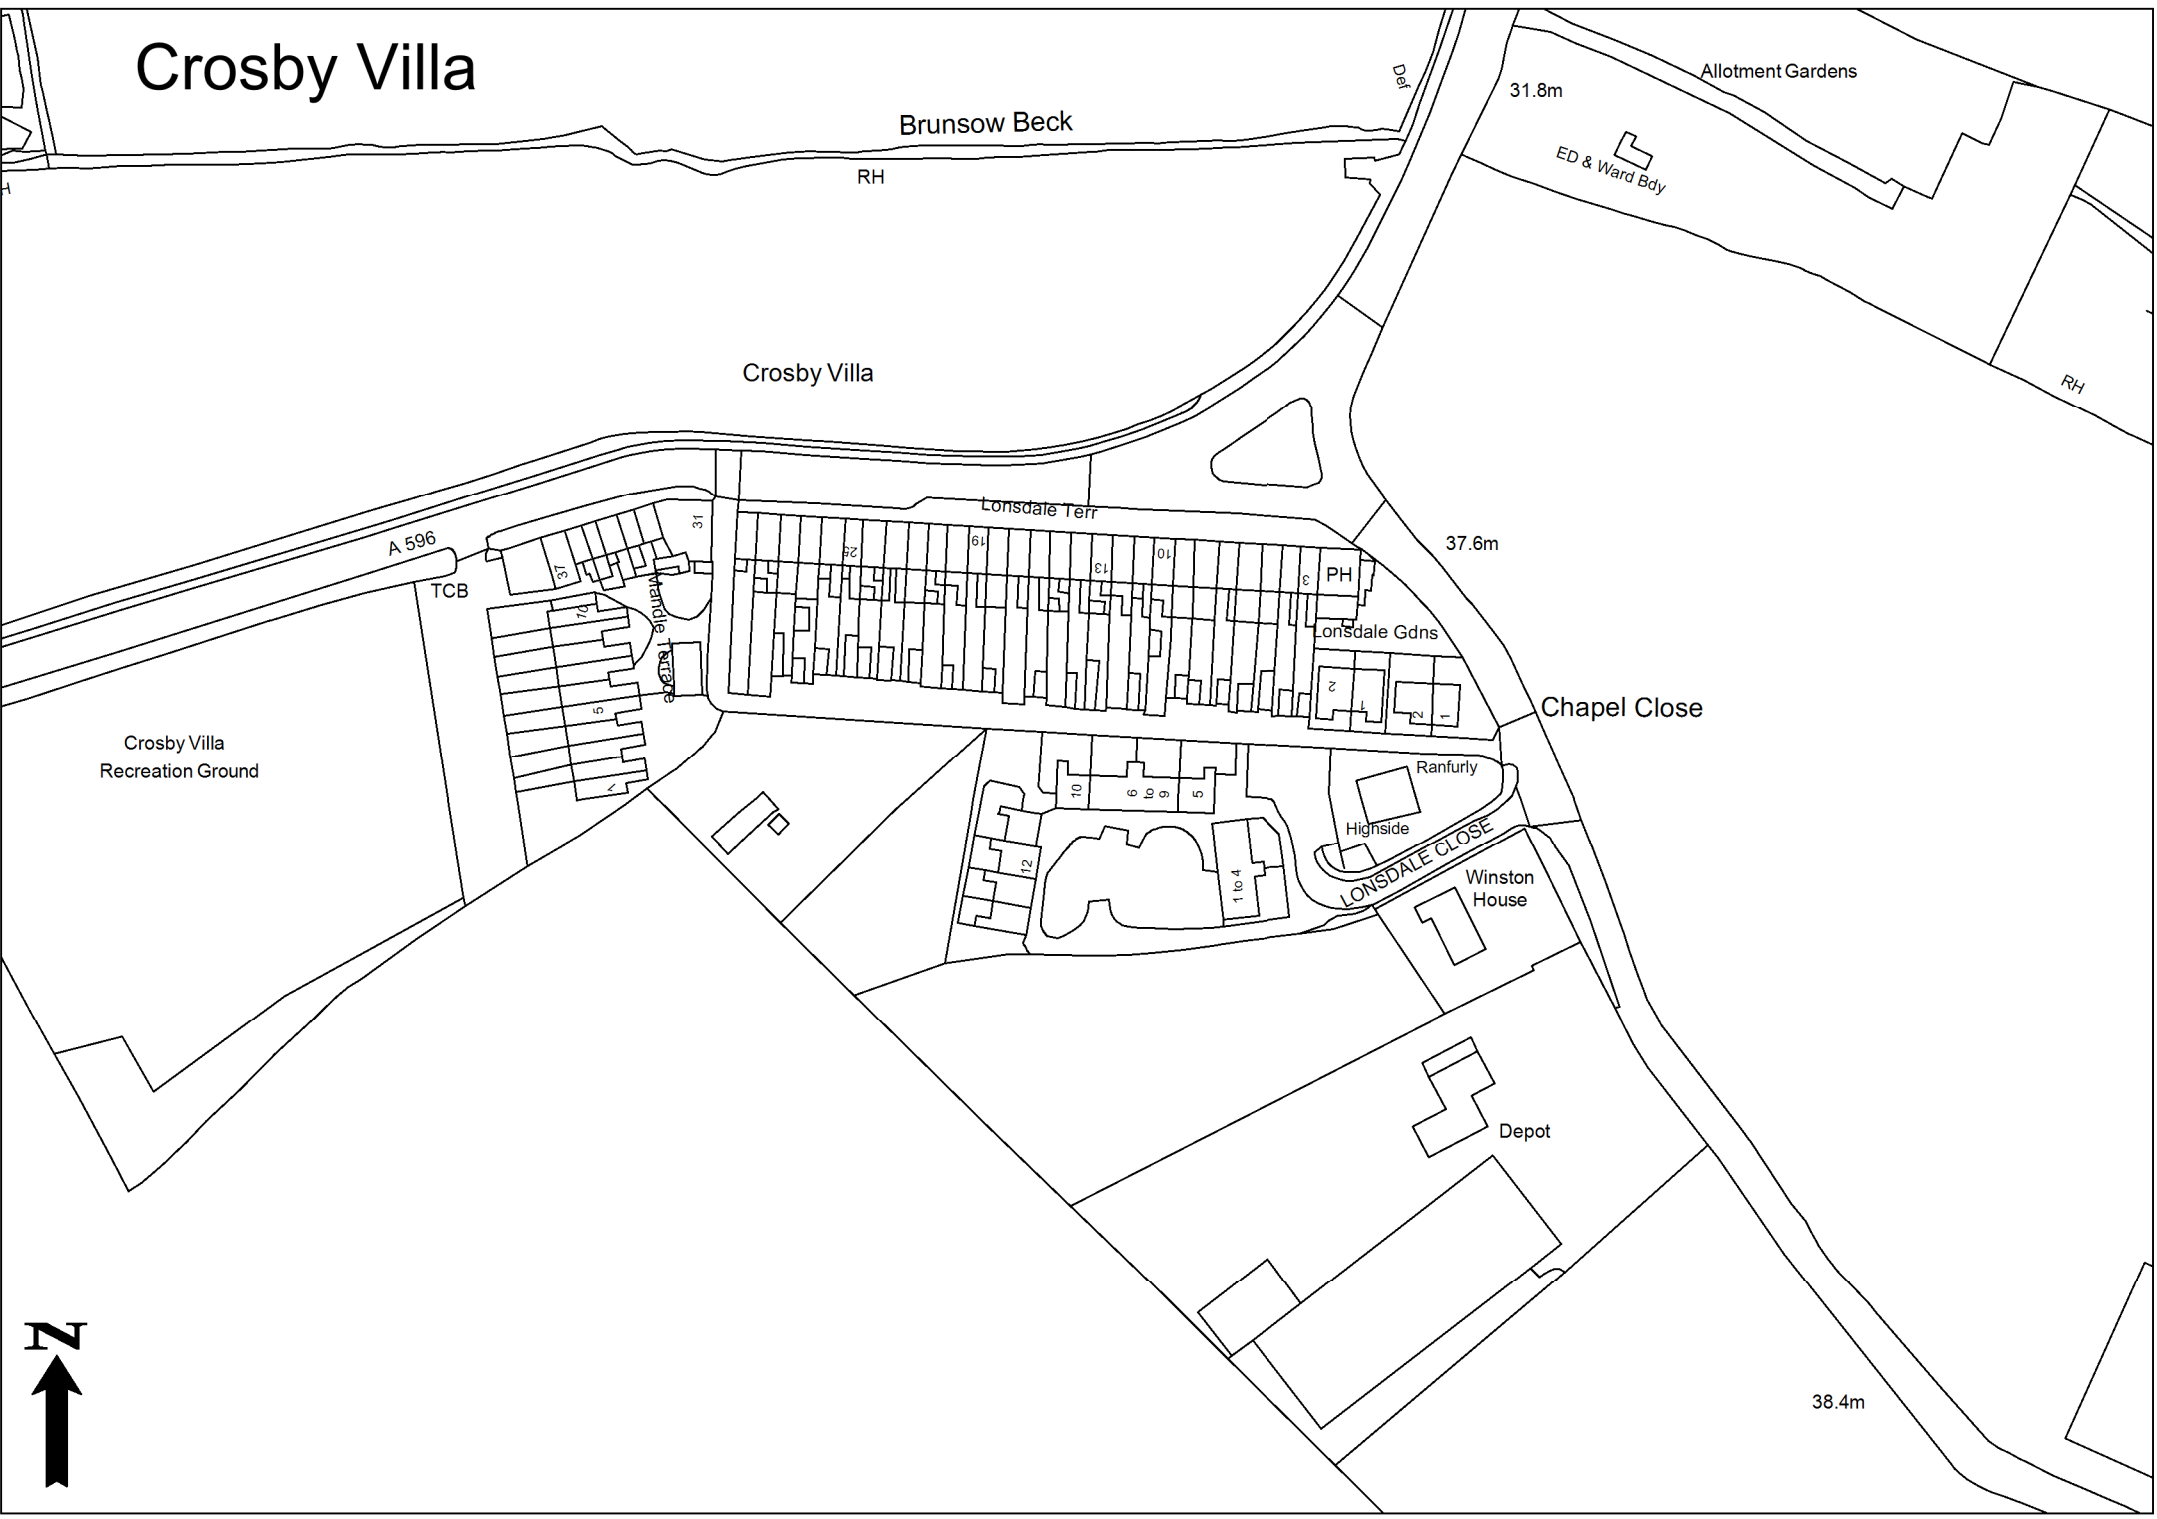 Crosby Villa
Def
31.8m
Allotment Gardens
Brunsow Beck
ED & Ward Bdy
RH
H
RH
Crosby Villa
Lonsdale Terr
31
A 596
19
25
10
13
37.6m
37
3
PH
TCB
10
Mandle Terrace
Lonsdale Gdns
2
1
2
1
5
Chapel Close
Crosby Villa
Recreation Ground
Ranfurly
1
10
6
to
9
5
Highside
LONSDALE CLOSE
12
1 to 4
Winston
House
Depot
N
38.4m